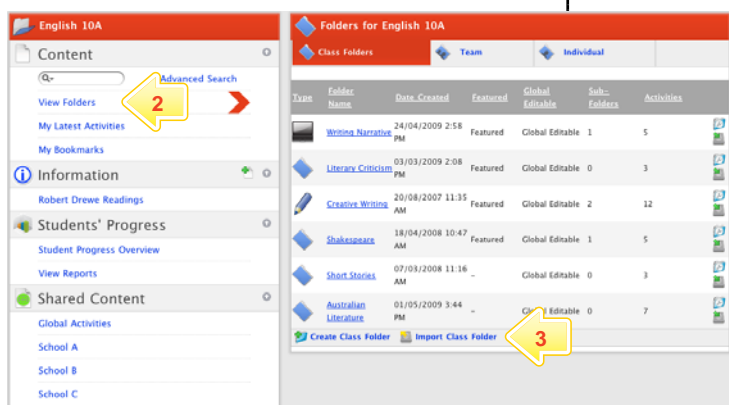 English 10A
Content
Advanced Search
View Folders
2
My Latest Activities
My Bookmarks
Information
Robert Drewe Readings
Students' Progress
Student Progress Overview
View Reports
Shared Content
Global Activities
School A
School B
School C
Folders for English 10A
Class Folders Team Individual
Type Folder Name Date Created Featured Global Editable Sub-Folders Activities
Writing Narrative 24/04/2009 2:58 PM Featured Global Editable 1 5
Literary Criticism 03/03/2009 2:08 PM Featured Global Editable 0 3
Creative Writing 20/08/2007 11:35 AM Featured Global Editable 2 12
Shakespeare 18/04/2008 10:47 AM Featured Global Editable 1 5
Short Stories 07/03/2008 11:16 AM - Global Editable 0 3
Australian Literature 01/05/2009 3:44 PM - Global Editable 0 7
Create Class Folder Import Class Folder
3